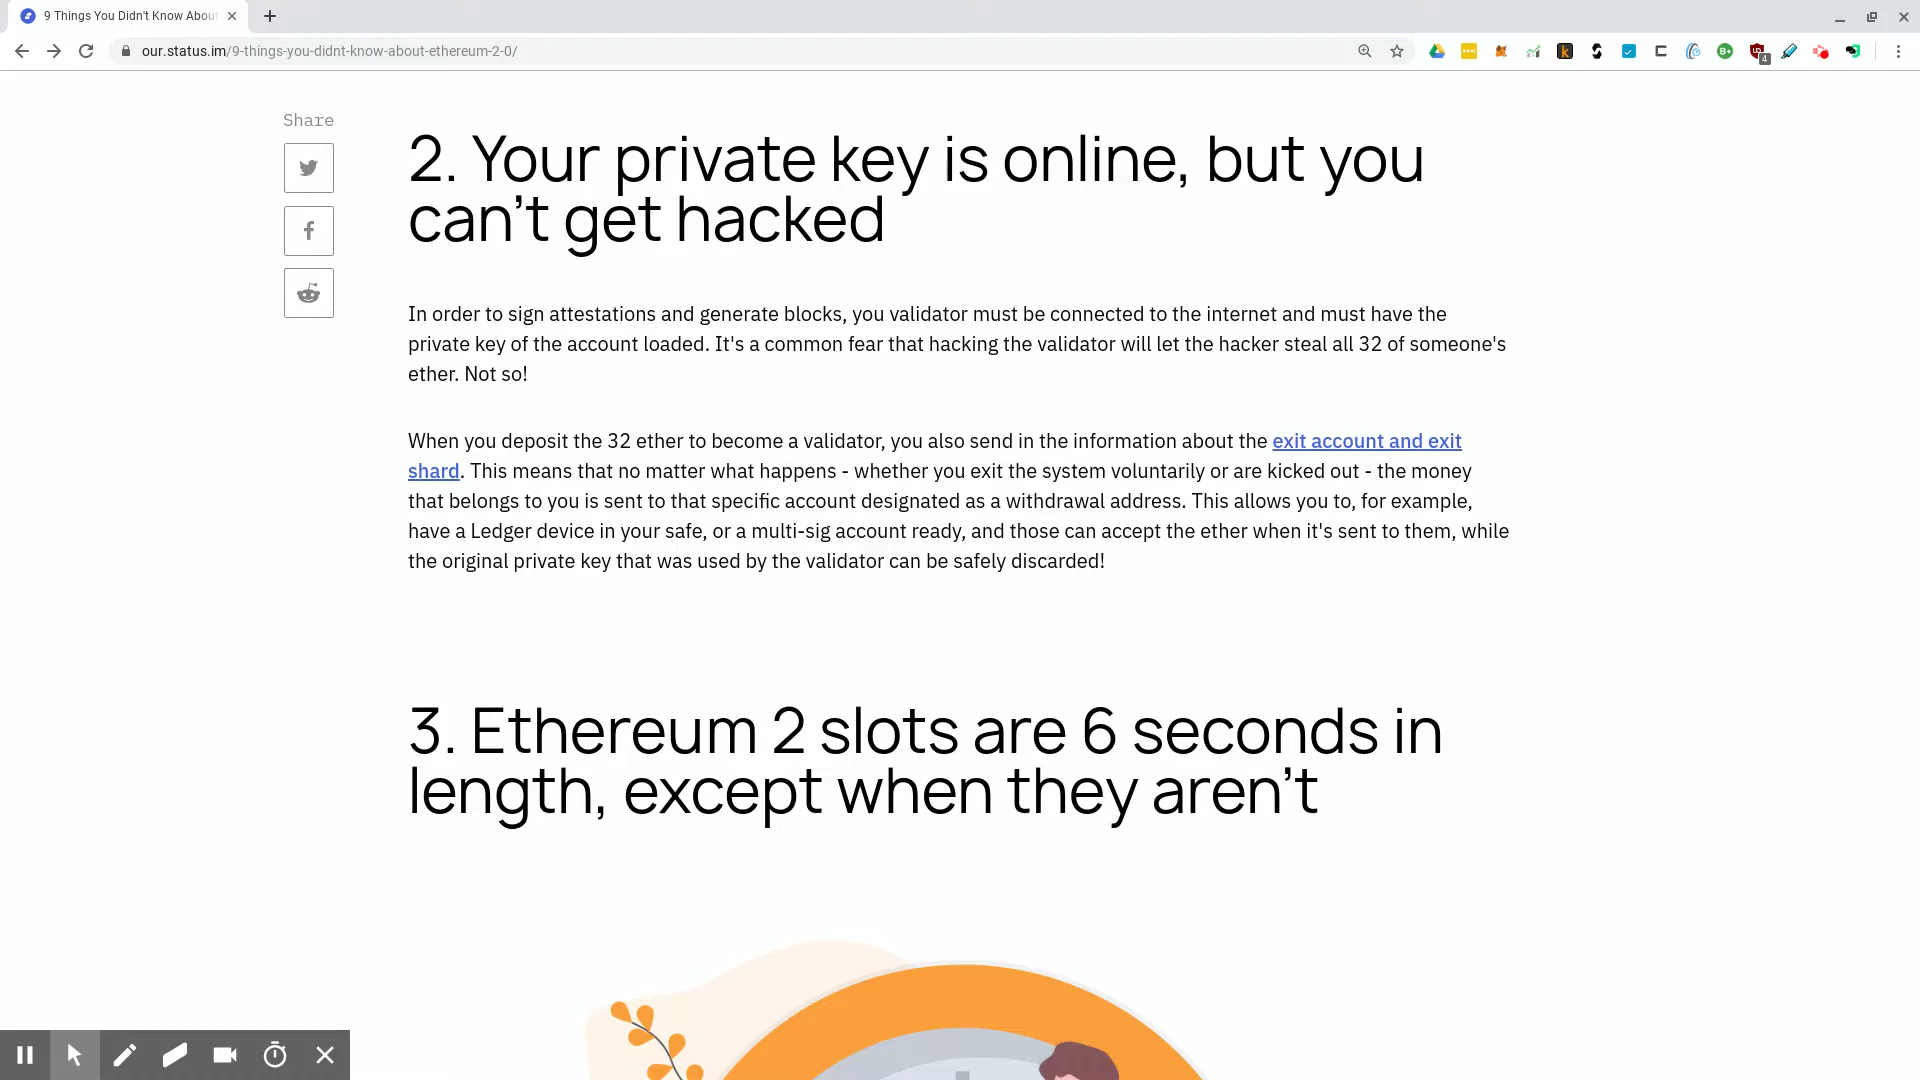 9 Things You Didn't Know About
our.status.im/9-things-you-didnt-know-about-ethereum-2-0/
4
Share
2. Your private key is online, but you
can’t get hacked
In order to sign attestations and generate blocks, you validator must be connected to the internet and must have the
private key of the account loaded. It's a common fear that hacking the validator will let the hacker steal all 32 of someone's
ether. Not so!
When you deposit the 32 ether to become a validator, you also send in the information about the exit account and exit
shard. This means that no matter what happens - whether you exit the system voluntarily or are kicked out - the money
that belongs to you is sent to that specific account designated as a withdrawal address. This allows you to, for example,
have a Ledger device in your safe, or a multi-sig account ready, and those can accept the ether when it's sent to them, while
the original private key that was used by the validator can be safely discarded!
3. Ethereum 2 slots are 6 seconds in
length, except when they aren’t